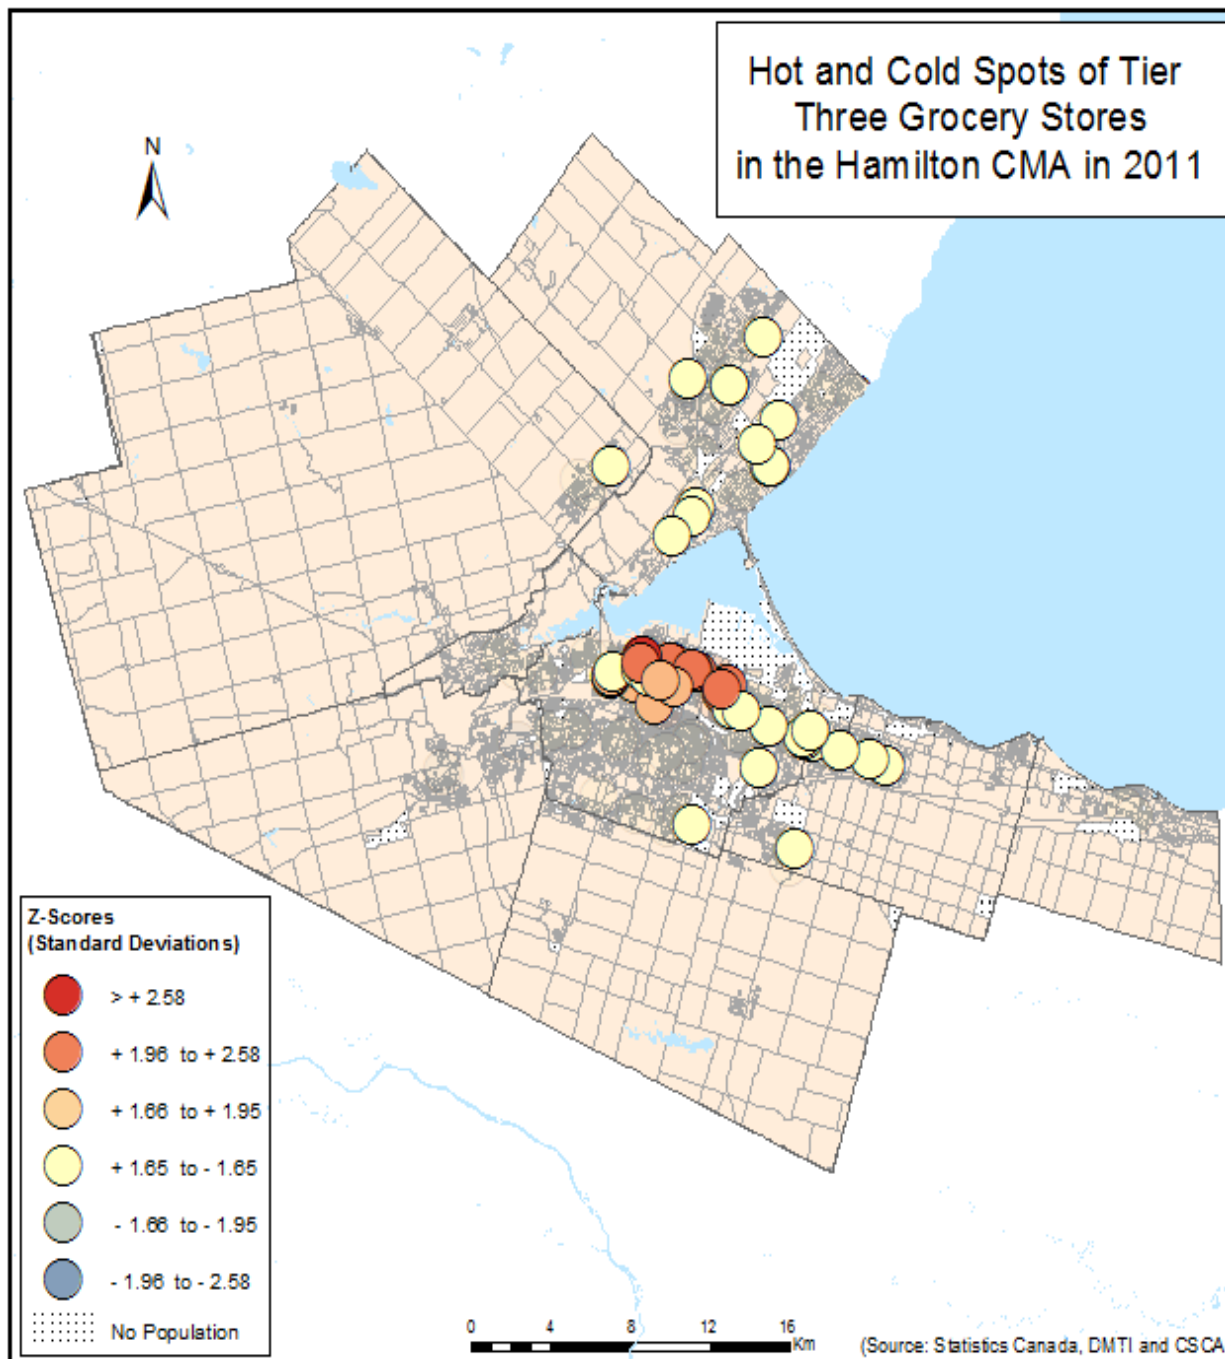 Hot and Cold Spots of Tier
Three Grocery Stores
in the Hamilton CMA in 2011
N
Z-Scores
(Standard Deviations)
> + 2.58
+ 1.96 to + 2.58
+ 1.66 to + 1.95
+ 1.65 to - 1.65
- 1.66 to - 1.95
- 1.96 to - 2.58
No Population
0 4 8 12 16
Km
(Source: Statistics Canada, DMTI and CSCA